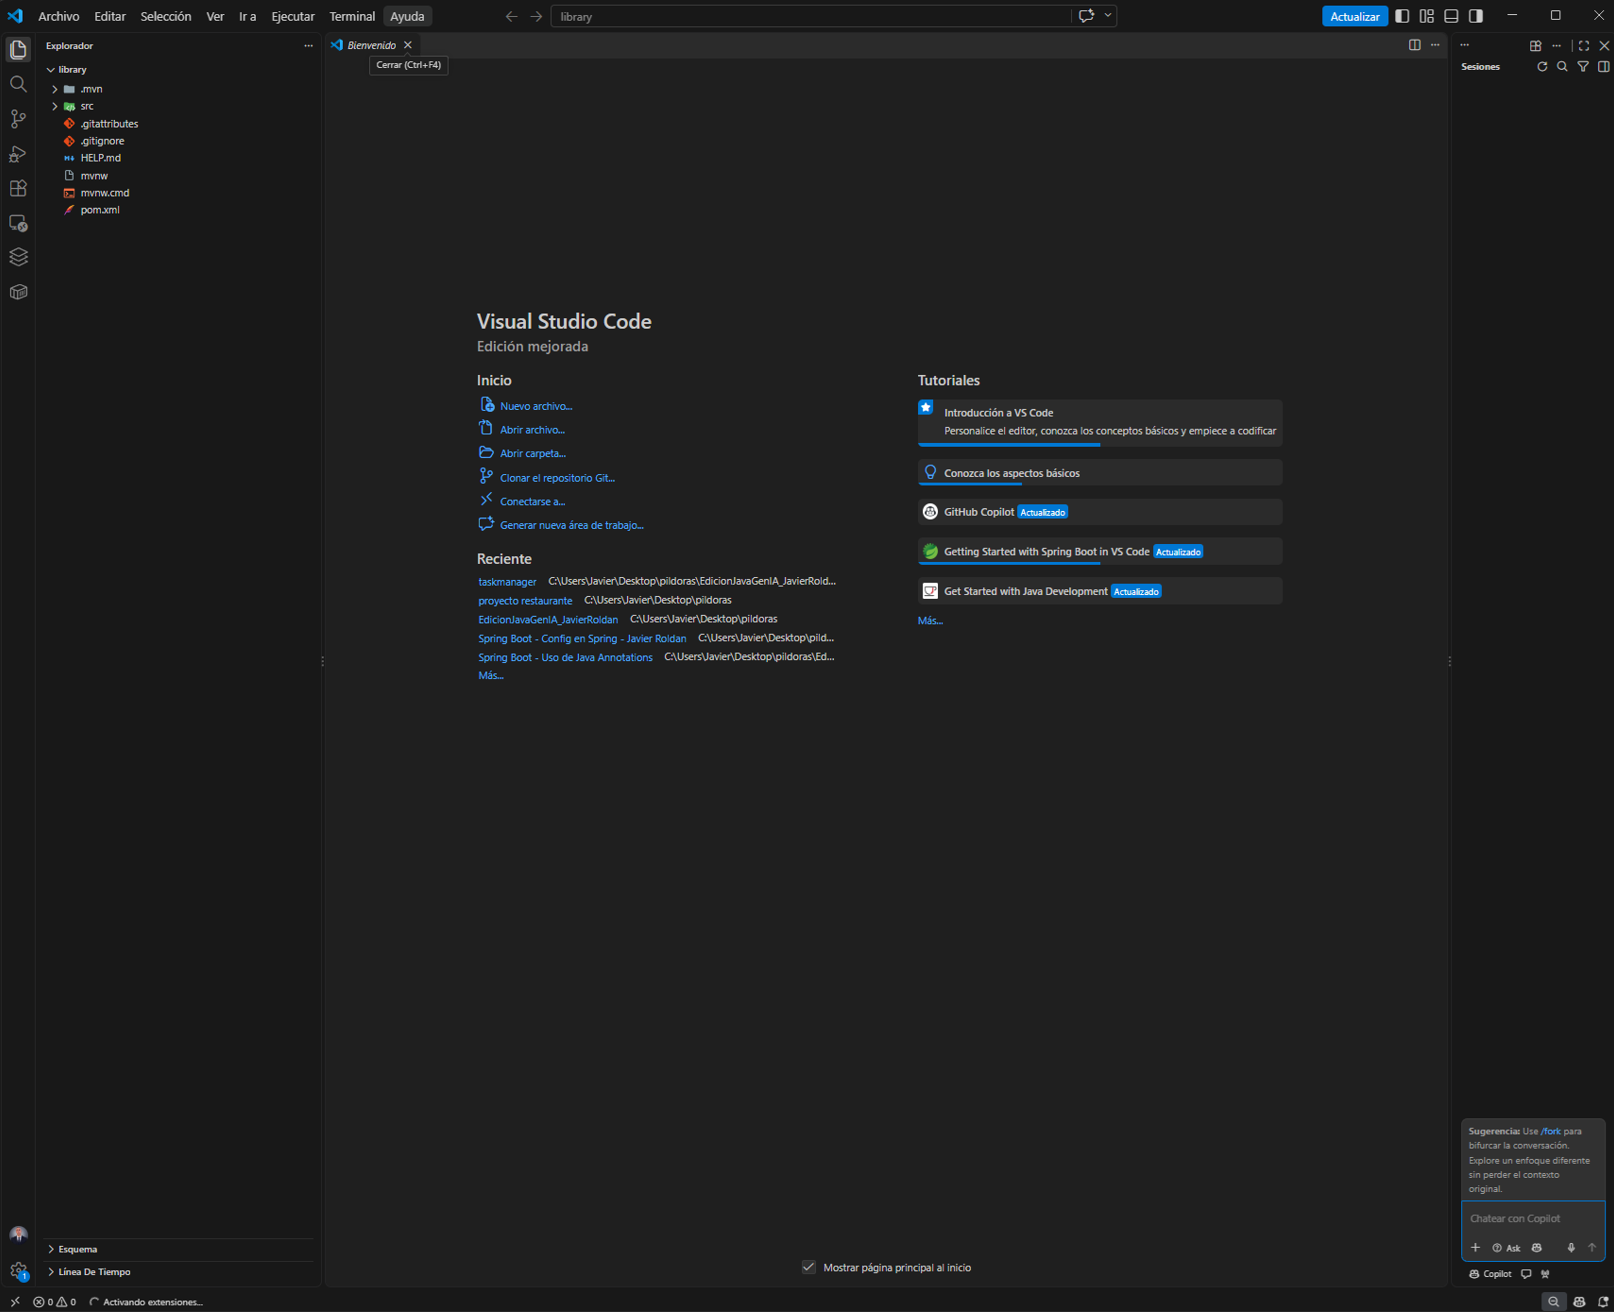 Archivo Editar Selección Ver Ir a Ejecutar Terminal Ayuda library Actualizar
Explorador
Bienvenido
Cerrar (Ctrl+F4)
Sesiones
library
.mvn
src
.gitattributes
.gitignore
HELP.md
mvnw
mvnw.cmd
pom.xml
Visual Studio Code
Edición mejorada
Inicio
Nuevo archivo...
Abrir archivo...
Abrir carpeta...
Clonar el repositorio Git...
Conectarse a...
Generar nueva área de trabajo...
Reciente
taskmanager C:\Users\Javier\Desktop\pildoras\EdicionJavaGenIA_JavierRold...
proyecto restaurante C:\Users\Javier\Desktop\pildoras
EdicionJavaGenIA_JavierRoldan C:\Users\Javier\Desktop\pildoras
Spring Boot - Config en Spring - Javier Roldan C:\Users\Javier\Desktop\pild...
Spring Boot - Uso de Java Annotations C:\Users\Javier\Desktop\pildoras\Ed...
Más...
Tutoriales
Introducción a VS Code
Personalice el editor, conozca los conceptos básicos y empiece a codificar
Conozca los aspectos básicos
GitHub Copilot Actualizado
Getting Started with Spring Boot in VS Code Actualizado
Get Started with Java Development Actualizado
Más...
Mostrar página principal al inicio
Sugerencia: Use /fork para
bifurcar la conversación.
Explore un enfoque diferente
sin perder el contexto
original.
Chatear con Copilot
Ask
Copilot
Esquema
Línea De Tiempo
1
0 0 Activando extensiones...